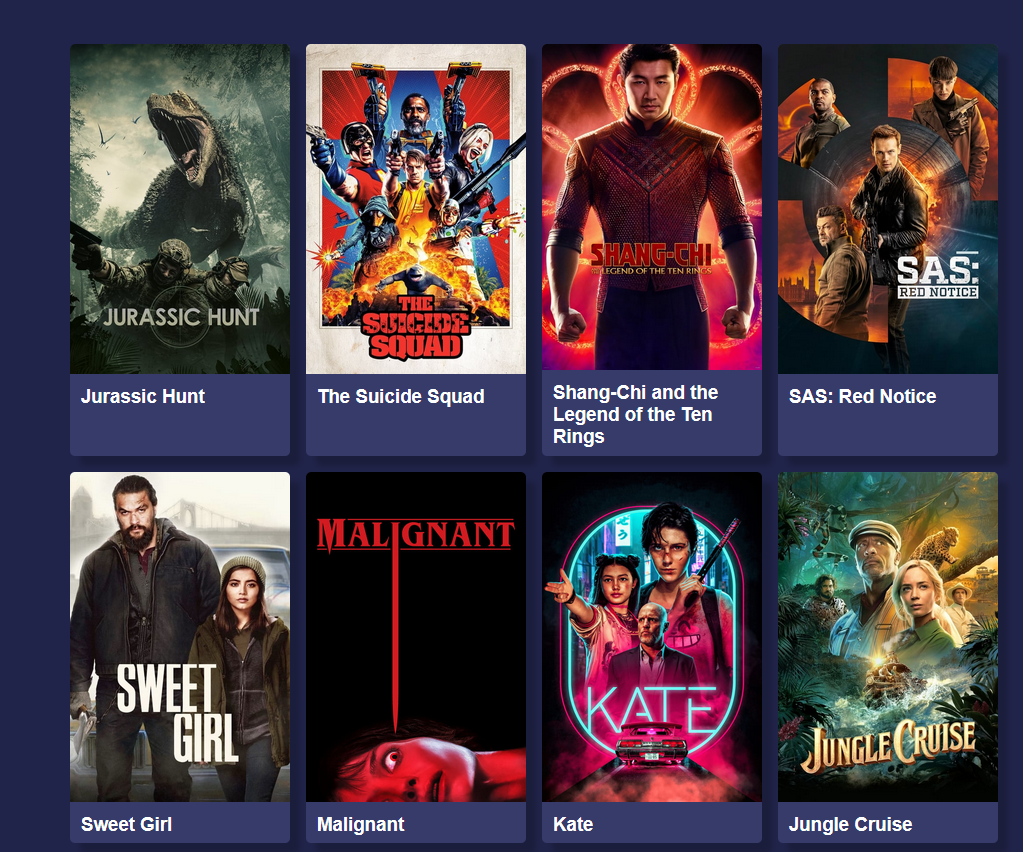 JURASSIC HUNT
THE
SUICIDE
SQUAD
SHANG-CHI
AND THE LEGEND OF THE TEN RINGS
SAS:
RED NOTICE
Jurassic Hunt
The Suicide Squad
Shang-Chi and the
Legend of the Ten
Rings
SAS: Red Notice
SWEET
GIRL
MALIGNANT
KATE
JUNGLE CRUISE
Sweet Girl
Malignant
Kate
Jungle Cruise